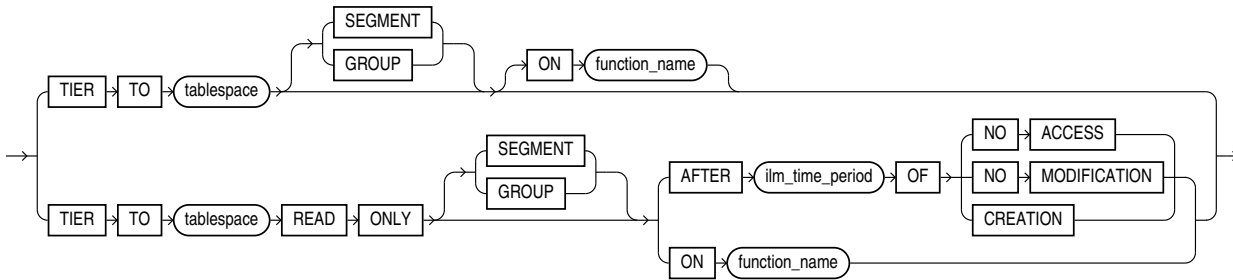 SEGMENT
GROUP
ON function_name
TIER TO tablespace
NO ACCESS
SEGMENT
GROUP
AFTER ilm_time_period OF NO MODIFICATION
TIER TO tablespace READ ONLY
CREATION
ON function_name